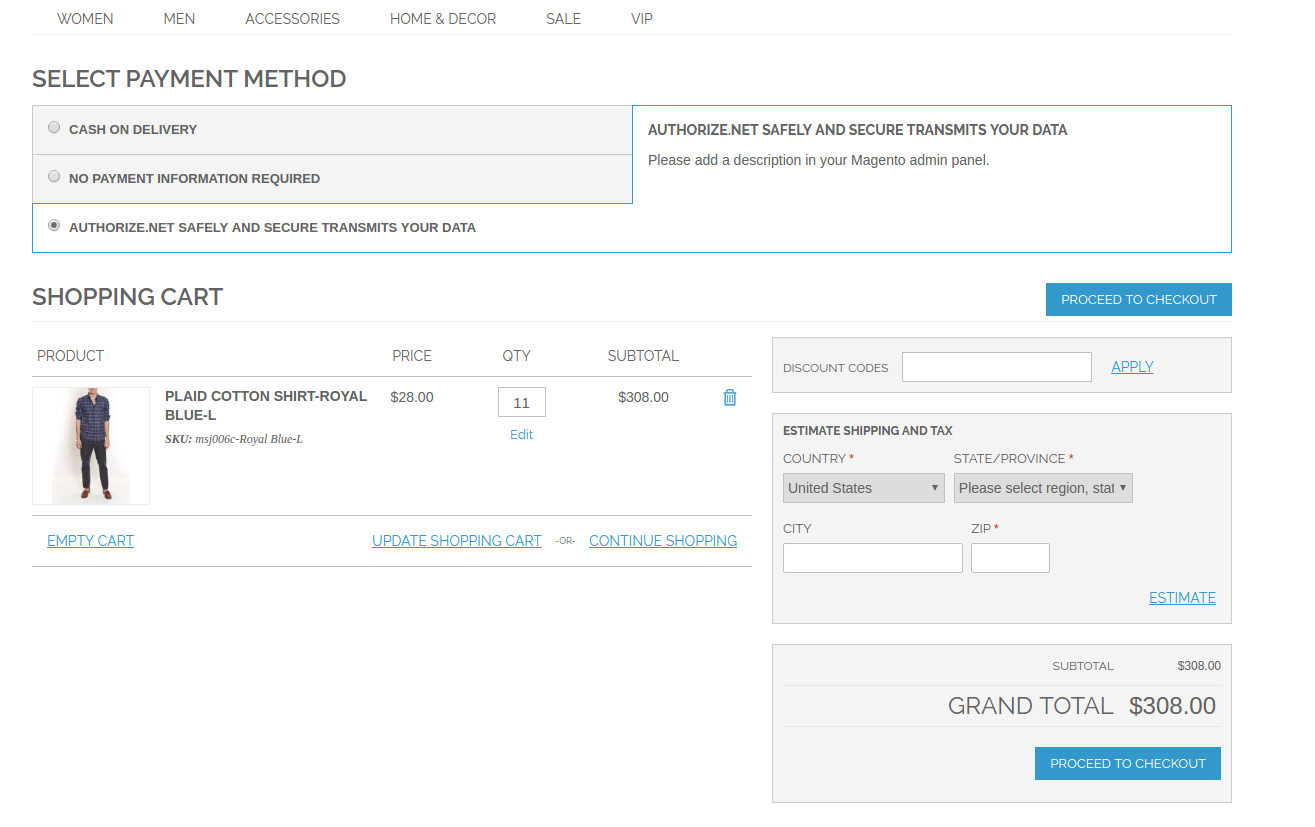 WOMEN MEN ACCESSORIES HOME & DECOR SALE VIP
SELECT PAYMENT METHOD
CASH ON DELIVERY
NO PAYMENT INFORMATION REQUIRED
AUTHORIZE.NET SAFELY AND SECURE TRANSMITS YOUR DATA
AUTHORIZE.NET SAFELY AND SECURE TRANSMITS YOUR DATA
Please add a description in your Magento admin panel.
SHOPPING CART
PROCEED TO CHECKOUT
PRODUCT PRICE QTY SUBTOTAL
PLAID COTTON SHIRT-ROYAL $28.00 11 $308.00
BLUE-L
SKU: msj006c-Royal Blue-L
Edit
EMPTY CART UPDATE SHOPPING CART -OR- CONTINUE SHOPPING
DISCOUNT CODES APPLY
ESTIMATE SHIPPING AND TAX
COUNTRY * STATE/PROVINCE *
United States Please select region, stat
CITY ZIP *
ESTIMATE
SUBTOTAL $308.00
GRAND TOTAL $308.00
PROCEED TO CHECKOUT